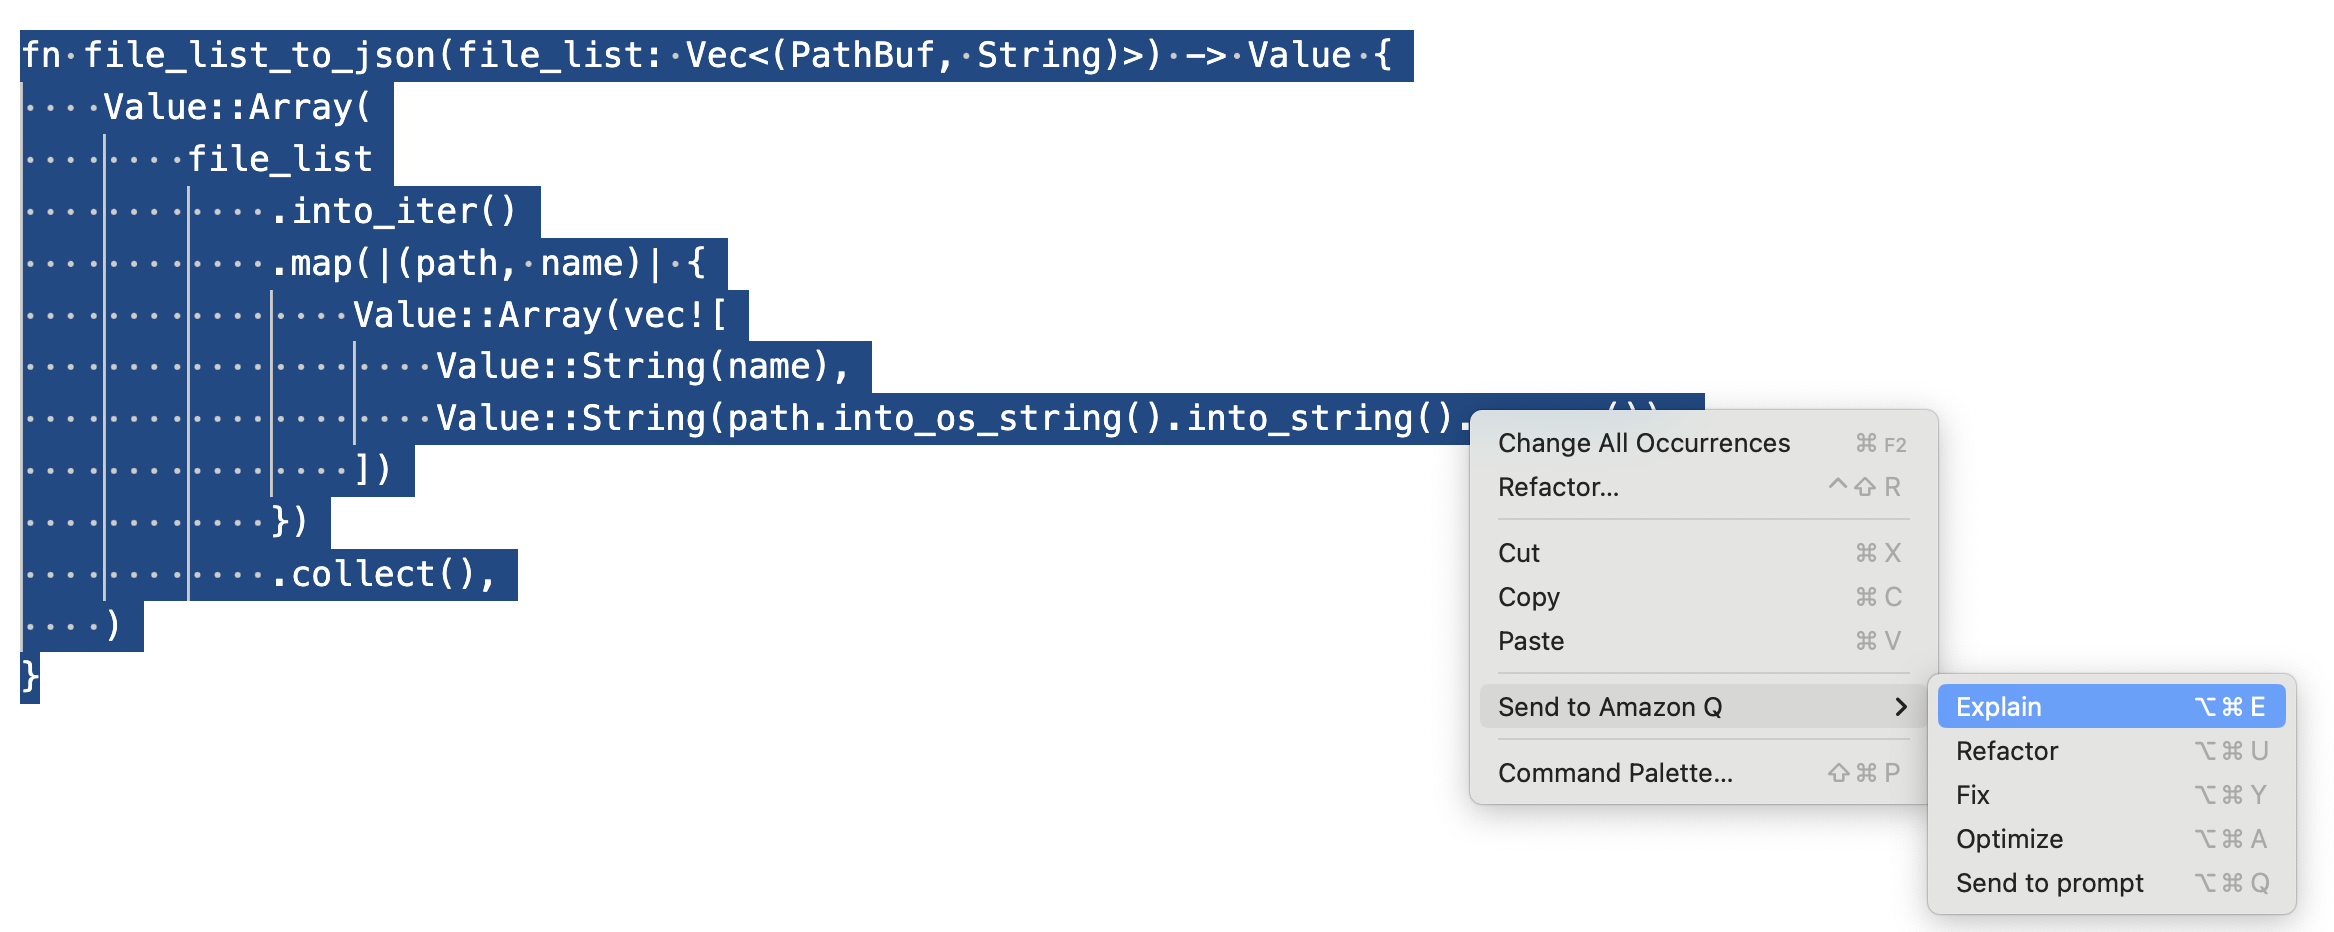 fn file_list_to_json(file_list: Vec<(PathBuf, String)>) -> Value {
    Value::Array(
        file_list
            .into_iter()
            .map(|(path, name)| {
                Value::Array(vec![
                    Value::String(name),
                    Value::String(path.into_os_string().into_string().
                ])
            })
            .collect(),
    )
}
Change All Occurrences ⌘ F2
Refactor... ^⇧ R
Cut ⌘ X
Copy ⌘ C
Paste ⌘ V
Send to Amazon Q >
Command Palette... ⇧⌘ P
Explain ⌥⌘ E
Refactor ⌥⌘ U
Fix ⌥⌘ Y
Optimize ⌥⌘ A
Send to prompt ⌥⌘ Q